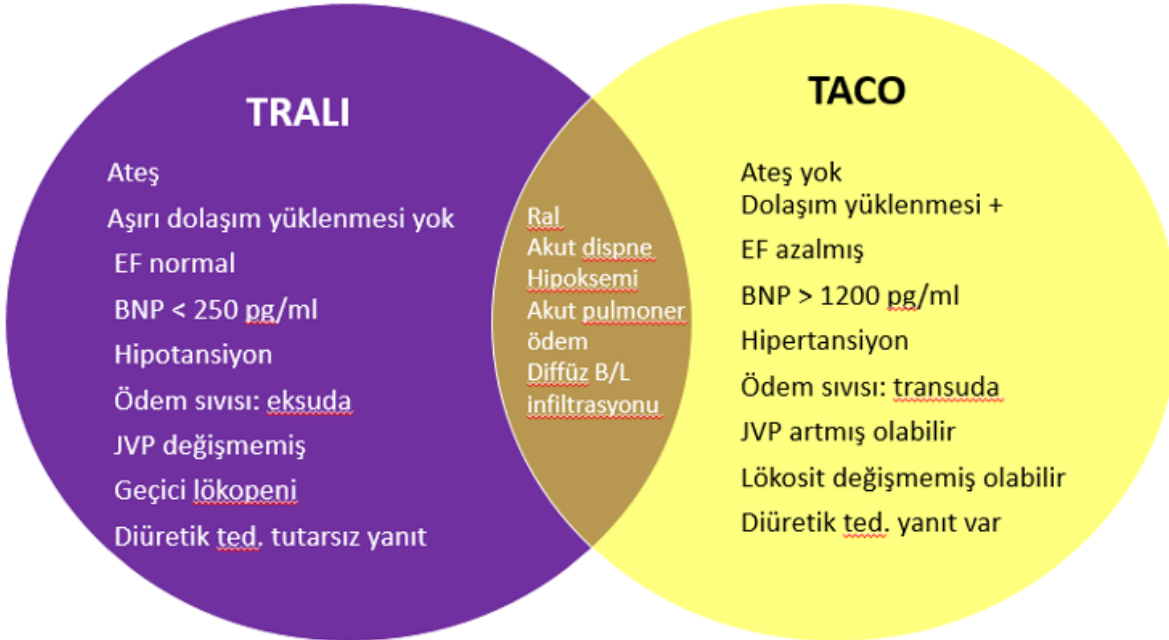 TRALI
Ateş
Aşırı dolaşım yüklenmesi yok
EF normal
BNP < 250 pg/ml
Hipotansiyon
Ödem sıvısı: eksuda
JVP değişmemiş
Geçici lökopeni
Diüretik ted. tutarsız yanıt
Ral
Akut dispne
Hipoksemi
Akut pulmoner
ödem
Diffüz B/L
infiltrasyonu
TACO
Ateş yok
Dolaşım yüklenmesi +
EF azalmış
BNP > 1200 pg/ml
Hipertansiyon
Ödem sıvısı: transuda
JVP artmış olabilir
Lökosit değişmemiş olabilir
Diüretik ted. yanıt var